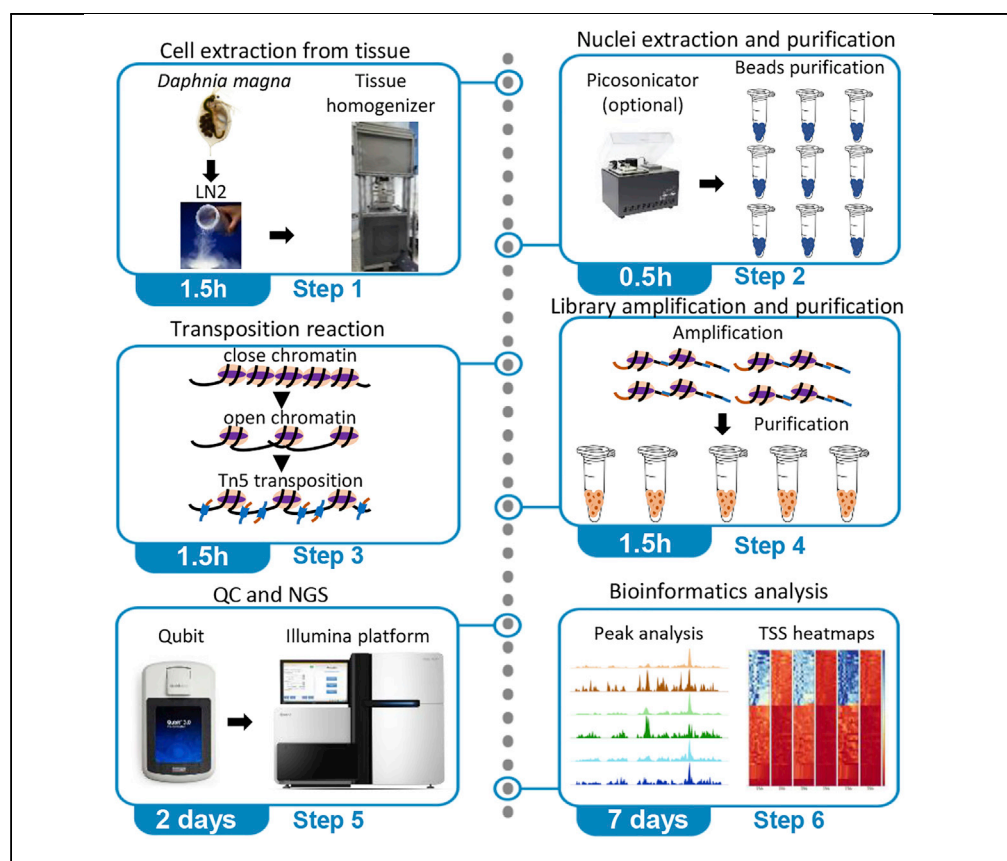 Cell extraction from tissue
Daphnia magna
Tissue
homogenizer
LN2
1.5h
Step 1
Nuclei extraction and purification
Picosonicator
(optional)
Beads purification
0.5h
Step 2
Transposition reaction
close chromatin
open chromatin
Tn5 transposition
1.5h
Step 3
Library amplification and purification
Amplification
Purification
1.5h
Step 4
QC and NGS
Qubit
Illumina platform
2 days
Step 5
Bioinformatics analysis
Peak analysis
TSS heatmaps
7 days
Step 6